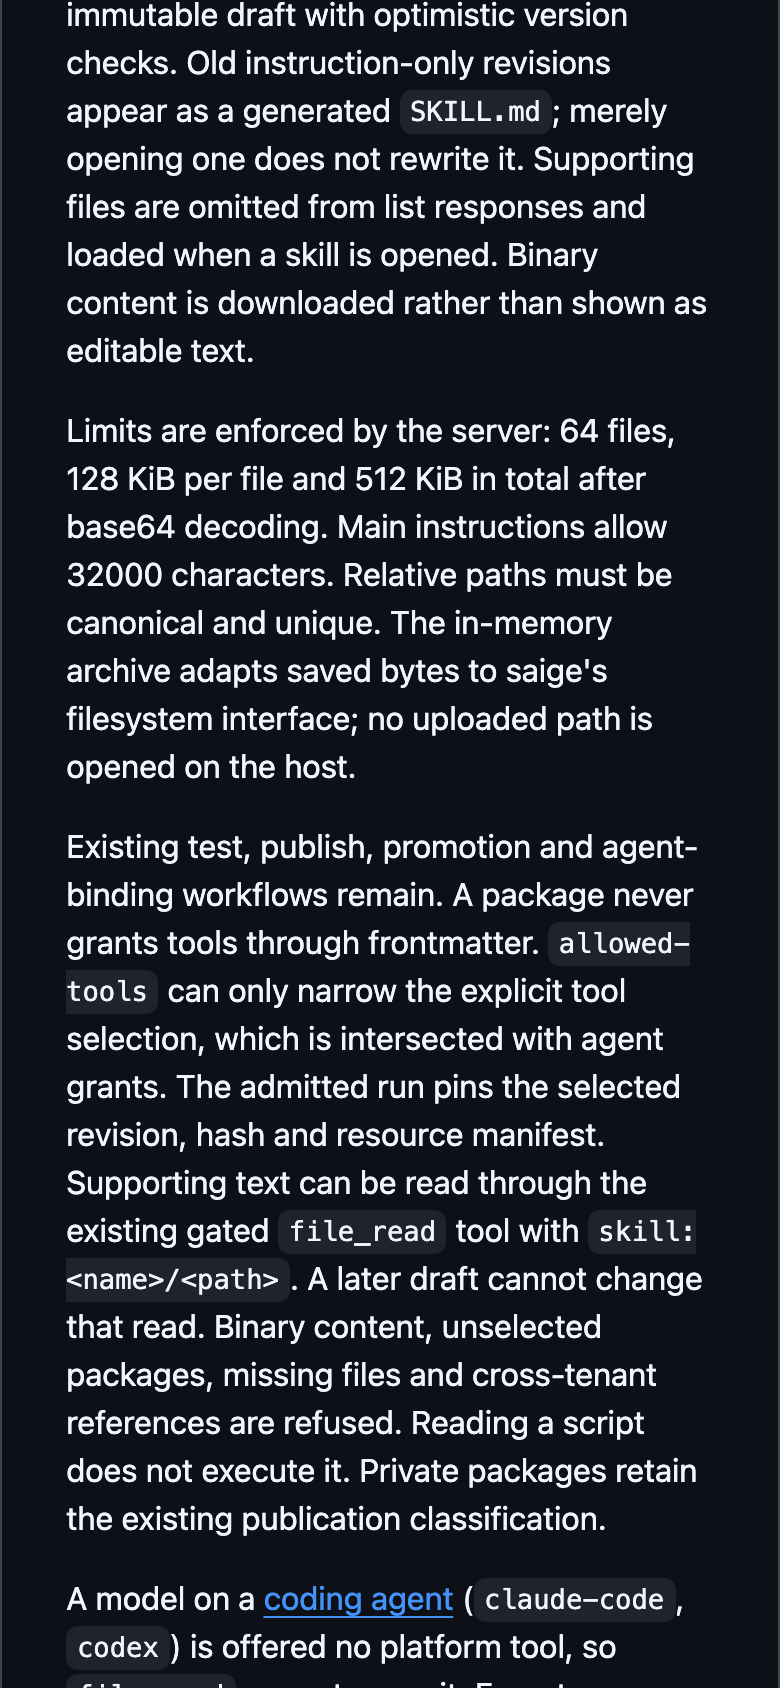 immutable draft with optimistic version
checks. Old instruction-only revisions
appear as a generated SKILL.md; merely
opening one does not rewrite it. Supporting
files are omitted from list responses and
loaded when a skill is opened. Binary
content is downloaded rather than shown as
editable text.
Limits are enforced by the server: 64 files,
128 KiB per file and 512 KiB in total after
base64 decoding. Main instructions allow
32000 characters. Relative paths must be
canonical and unique. The in-memory
archive adapts saved bytes to saige's
filesystem interface; no uploaded path is
opened on the host.
Existing test, publish, promotion and agent-
binding workflows remain. A package never
grants tools through frontmatter. allowed-
tools can only narrow the explicit tool
selection, which is intersected with agent
grants. The admitted run pins the selected
revision, hash and resource manifest.
Supporting text can be read through the
existing gated file_read tool with skill:
<name>/<path>. A later draft cannot change
that read. Binary content, unselected
packages, missing files and cross-tenant
references are refused. Reading a script
does not execute it. Private packages retain
the existing publication classification.
A model on a coding agent (claude-code,
codex) is offered no platform tool, so